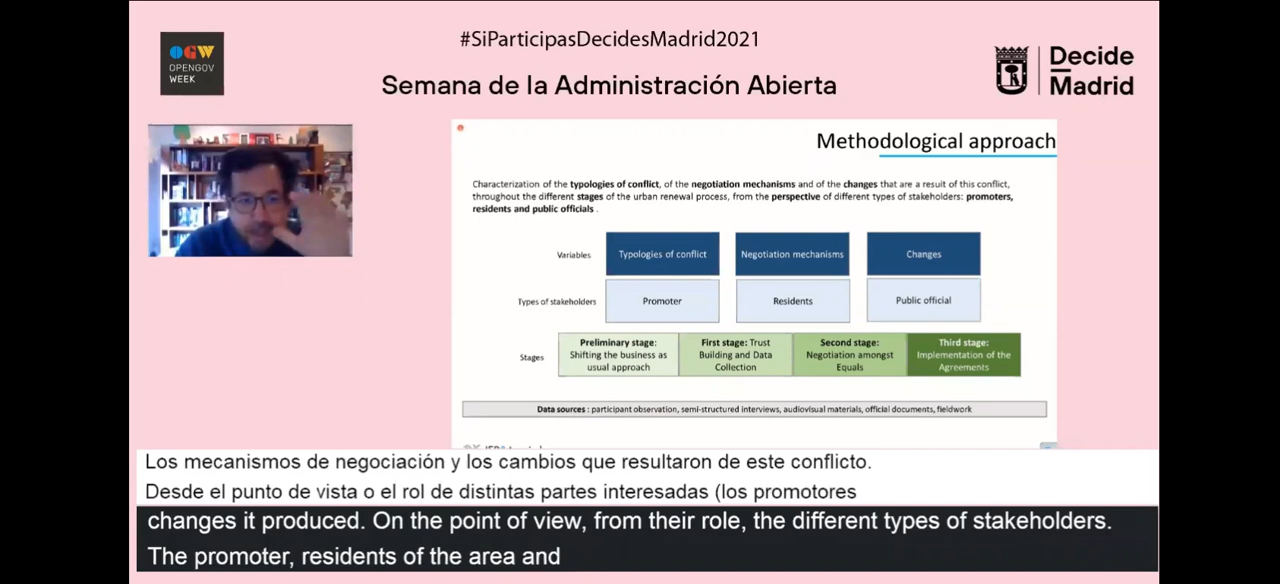 #SiParticipasDecidesMadrid2021
OGW
OPENGOV
WEEK
Semana de la Administración Abierta
Decide
Madrid
Methodological approach
Characterization of the typologies of conflict, of the negotiation mechanisms and of the changes that are a result of this conflict,
throughout the different stages of the urban renewal process, from the perspective of different types of stakeholders: promoters,
residents and public officials .
Variables
Typologies of conflict
Negotiation mechanisms
Changes
Types of stakeholders
Promoter
Residents
Public official
Stages
Preliminary stage:
Shifting the business as
usual approach
First stage: Trust
Building and Data
Collection
Second stage:
Negotiation amongst
Equals
Third stage:
Implementation of the
Agreements
Data sources : participant observation, semi-structured interviews, audiovisual materials, official documents, fieldwork
Los mecanismos de negociación y los cambios que resultaron de este conflicto.
Desde el punto de vista o el rol de distintas partes interesadas (los promotores
changes it produced. On the point of view, from their role, the different types of stakeholders.
The promoter, residents of the area and